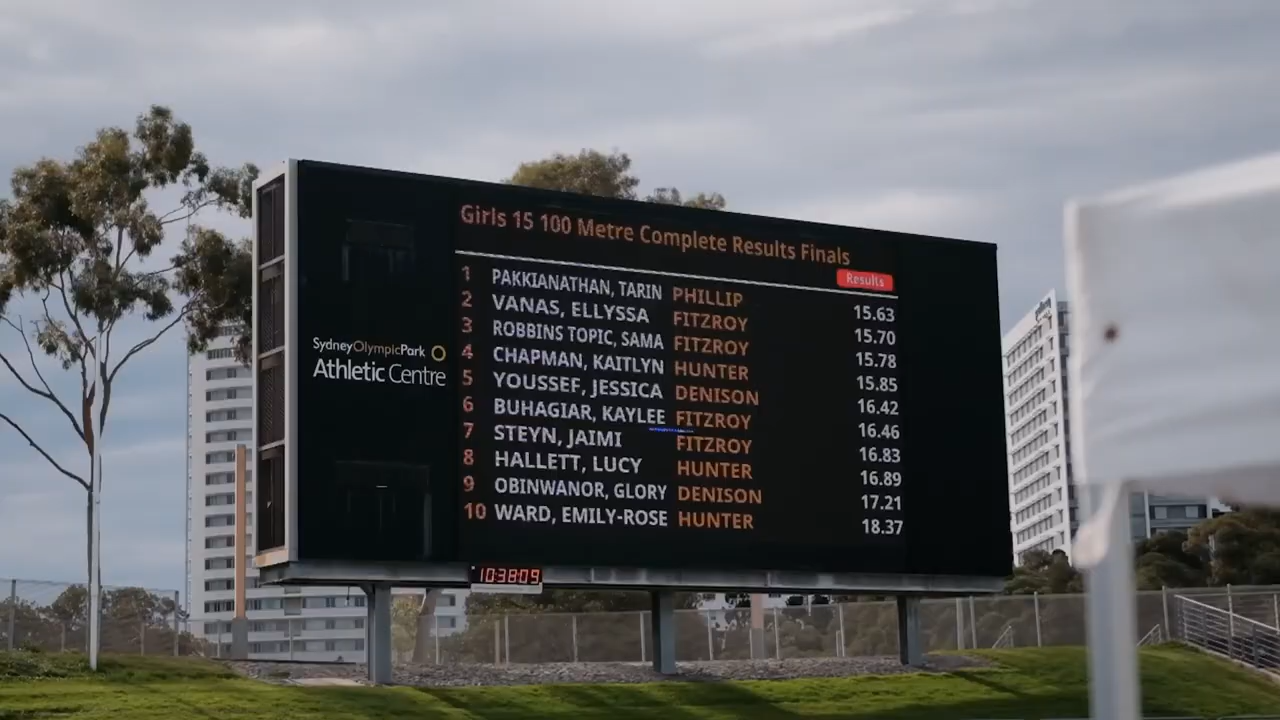 Girls 15 100 Metre Complete Results Finals
Results
1 PAKKIANATHAN, TARIN PHILLIP 15.63
2 VANAS, ELLYSSA FITZROY 15.70
3 ROBBINS TOPIC, SAMA FITZROY 15.78
4 CHAPMAN, KAITLYN HUNTER 15.85
5 YOUSSEF, JESSICA DENISON 16.42
6 BUHAGIAR, KAYLEE FITZROY 16.46
7 STEYN, JAIMI FITZROY 16.83
8 HALLETT, LUCY HUNTER 16.89
9 OBINWANOR, GLORY DENISON 17.21
10 WARD, EMILY-ROSE HUNTER 18.37
SydneyOlympicPark
Athletic Centre
10:38:09